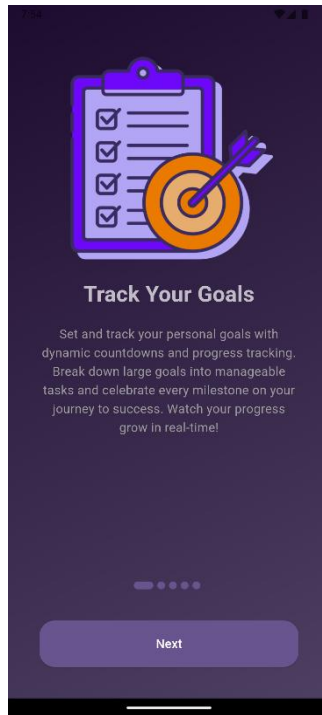 7:54
Track Your Goals
Set and track your personal goals with
dynamic countdowns and progress tracking.
Break down large goals into manageable
tasks and celebrate every milestone on your
journey to success. Watch your progress
grow in real-time!
Next